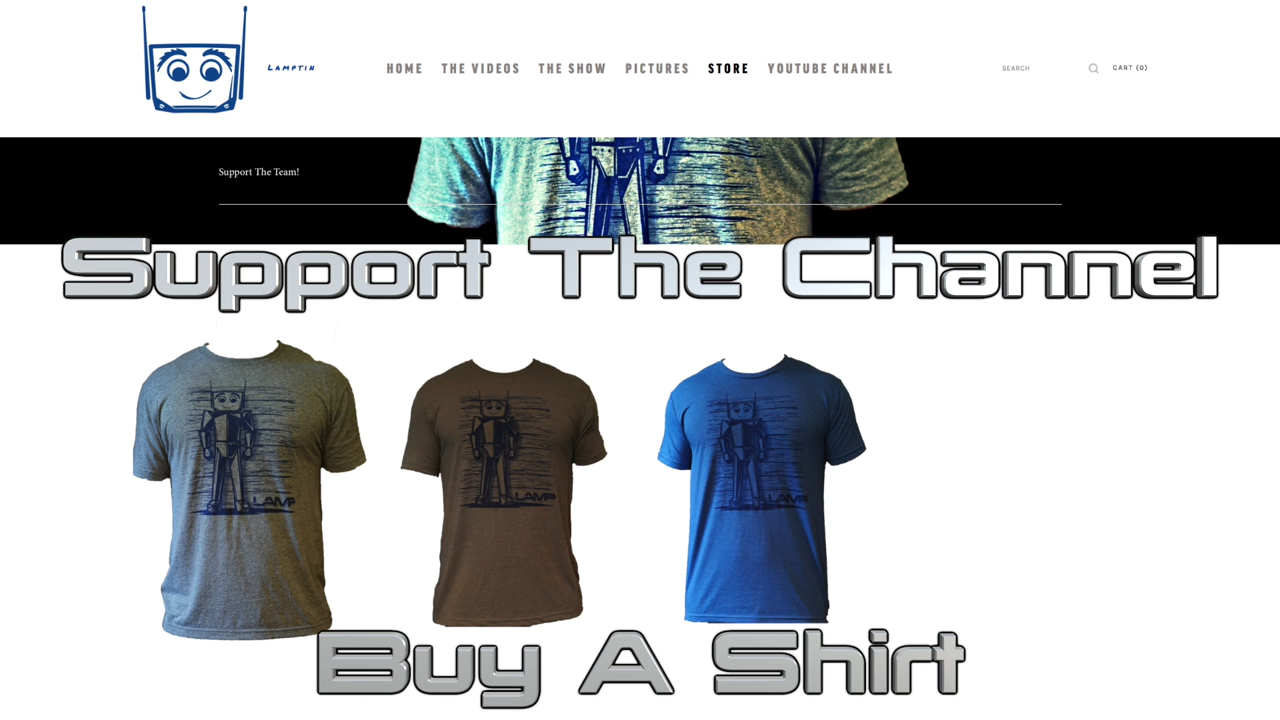 Lamptin
HOME THE VIDEOS THE SHOW PICTURES STORE YOUTUBE CHANNEL
SEARCH
CART (0)
Support The Team!
Support The Channel
LAMP
LAMP
LAMP
Buy A Shirt